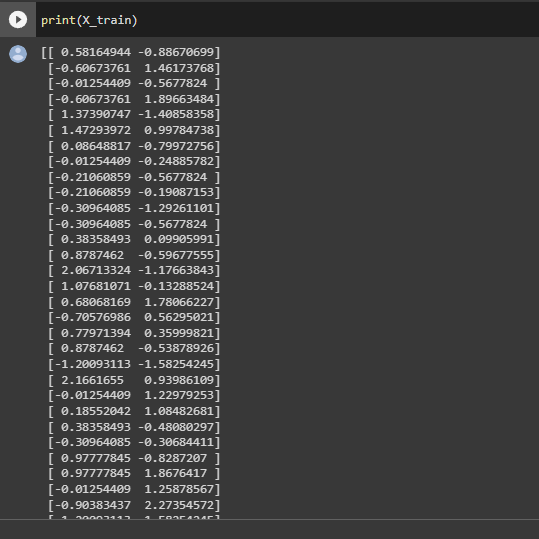 print(X_train)
[[ 0.58164944 -0.88670699]
[-0.60673761 1.46173768]
[-0.01254409 -0.5677824 ]
[-0.60673761 1.89663484]
[ 1.37390747 -1.40858358]
[ 1.47293972 0.99784738]
[ 0.08648817 -0.79972756]
[-0.01254409 -0.24885782]
[-0.21060859 -0.5677824 ]
[-0.21060859 -0.19087153]
[-0.30964085 -1.29261101]
[-0.30964085 -0.5677824 ]
[ 0.38358493 0.09905991]
[ 0.8787462 -0.59677555]
[ 2.06713324 -1.17663843]
[ 1.07681071 -0.13288524]
[ 0.68068169 1.78066227]
[-0.70576986 0.56295021]
[ 0.77971394 0.35999821]
[ 0.8787462 -0.53878926]
[-1.20093113 -1.58254245]
[ 2.1661655 0.93986109]
[-0.01254409 1.22979253]
[ 0.18552042 1.08482681]
[ 0.38358493 -0.48080297]
[-0.30964085 -0.30684411]
[ 0.97777845 -0.8287207 ]
[ 0.97777845 1.8676417 ]
[-0.01254409 1.25878567]
[-0.90383437 2.27354572]